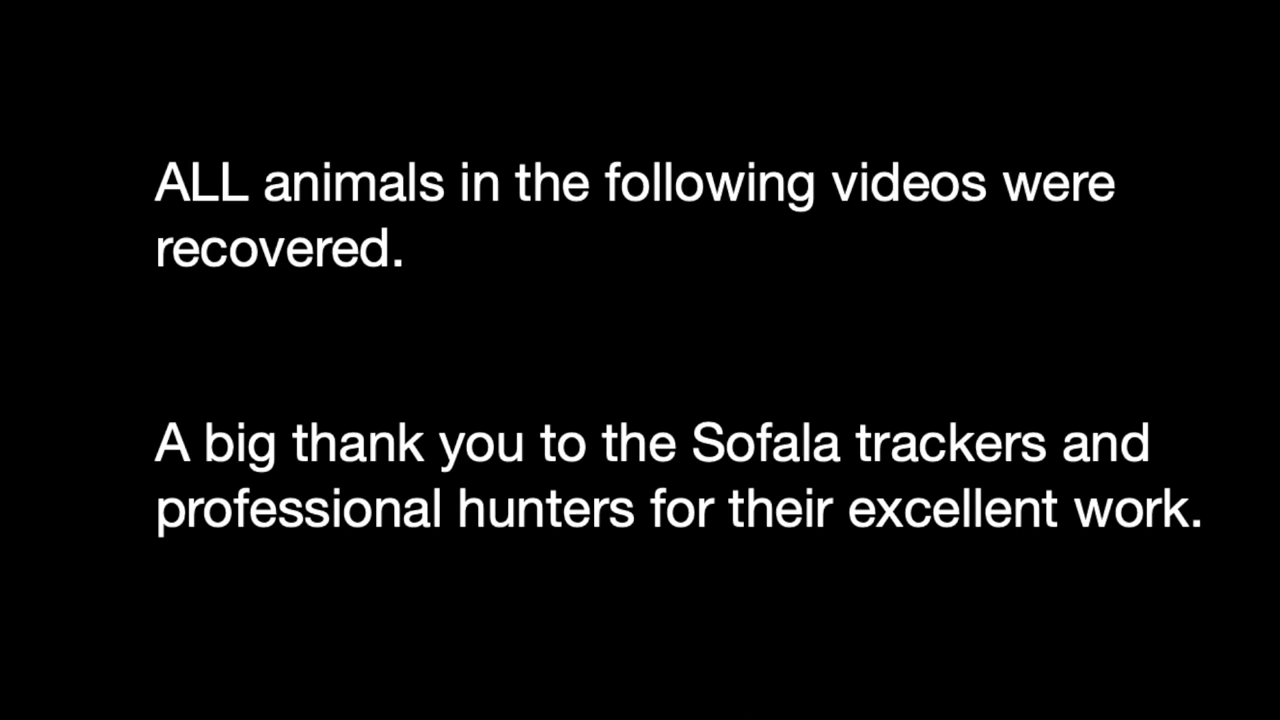 ALL animals in the following videos were
recovered.
A big thank you to the Sofala trackers and
professional hunters for their excellent work.